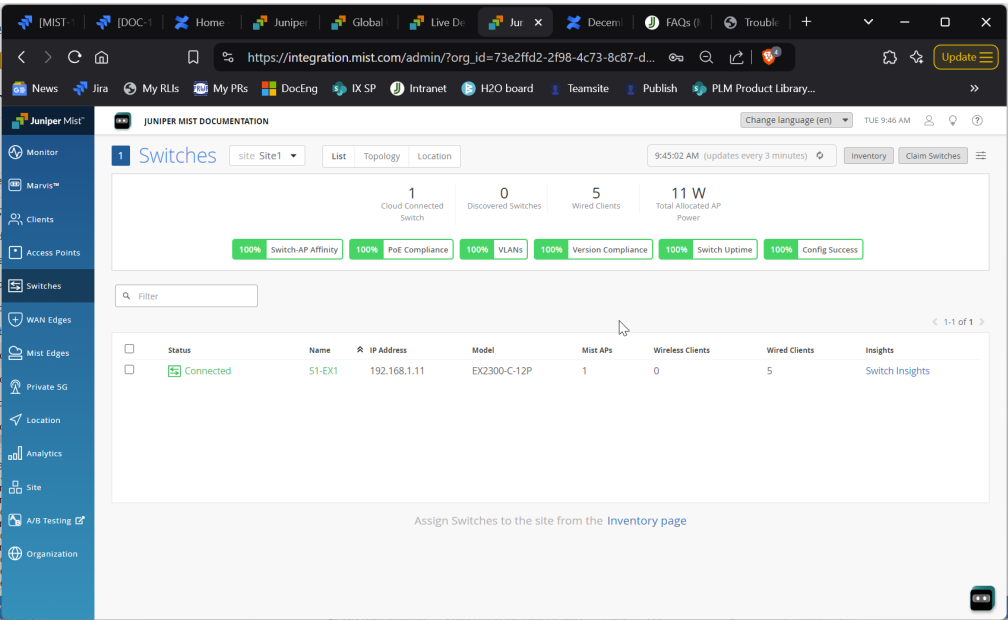 [MIST-1 [DOC-1 Home - Juniper Global Live De Jur Decemb FAQs (M Trouble
https://integration.mist.com/admin/?org_id=73e2ffd2-2f98-4c73-8c87-d... 4 Update
News Jira My RLIs My PRs DocEng IX SP Intranet H2O board Teamsite Publish PLM Product Library... »
Juniper Mist™ JUNIPER MIST DOCUMENTATION Change language (en) TUE 9:46 AM
Monitor
Marvis™
Clients
Access Points
Switches
WAN Edges
Mist Edges
Private 5G
Location
Analytics
Site
A/B Testing
Organization
1 Switches site Site1 List Topology Location 9:45:02 AM (updates every 3 minutes) Inventory Claim Switches
1 0 5 11 W
Cloud Connected Switch Discovered Switches Wired Clients Total Allocated AP Power
100% Switch-AP Affinity 100% PoE Compliance 100% VLANs 100% Version Compliance 100% Switch Uptime 100% Config Success
Filter
< 1-1 of 1 >
Status Name IP Address Model Mist APs Wireless Clients Wired Clients Insights
Connected S1-EX1 192.168.1.11 EX2300-C-12P 1 0 5 Switch Insights
Assign Switches to the site from the Inventory page